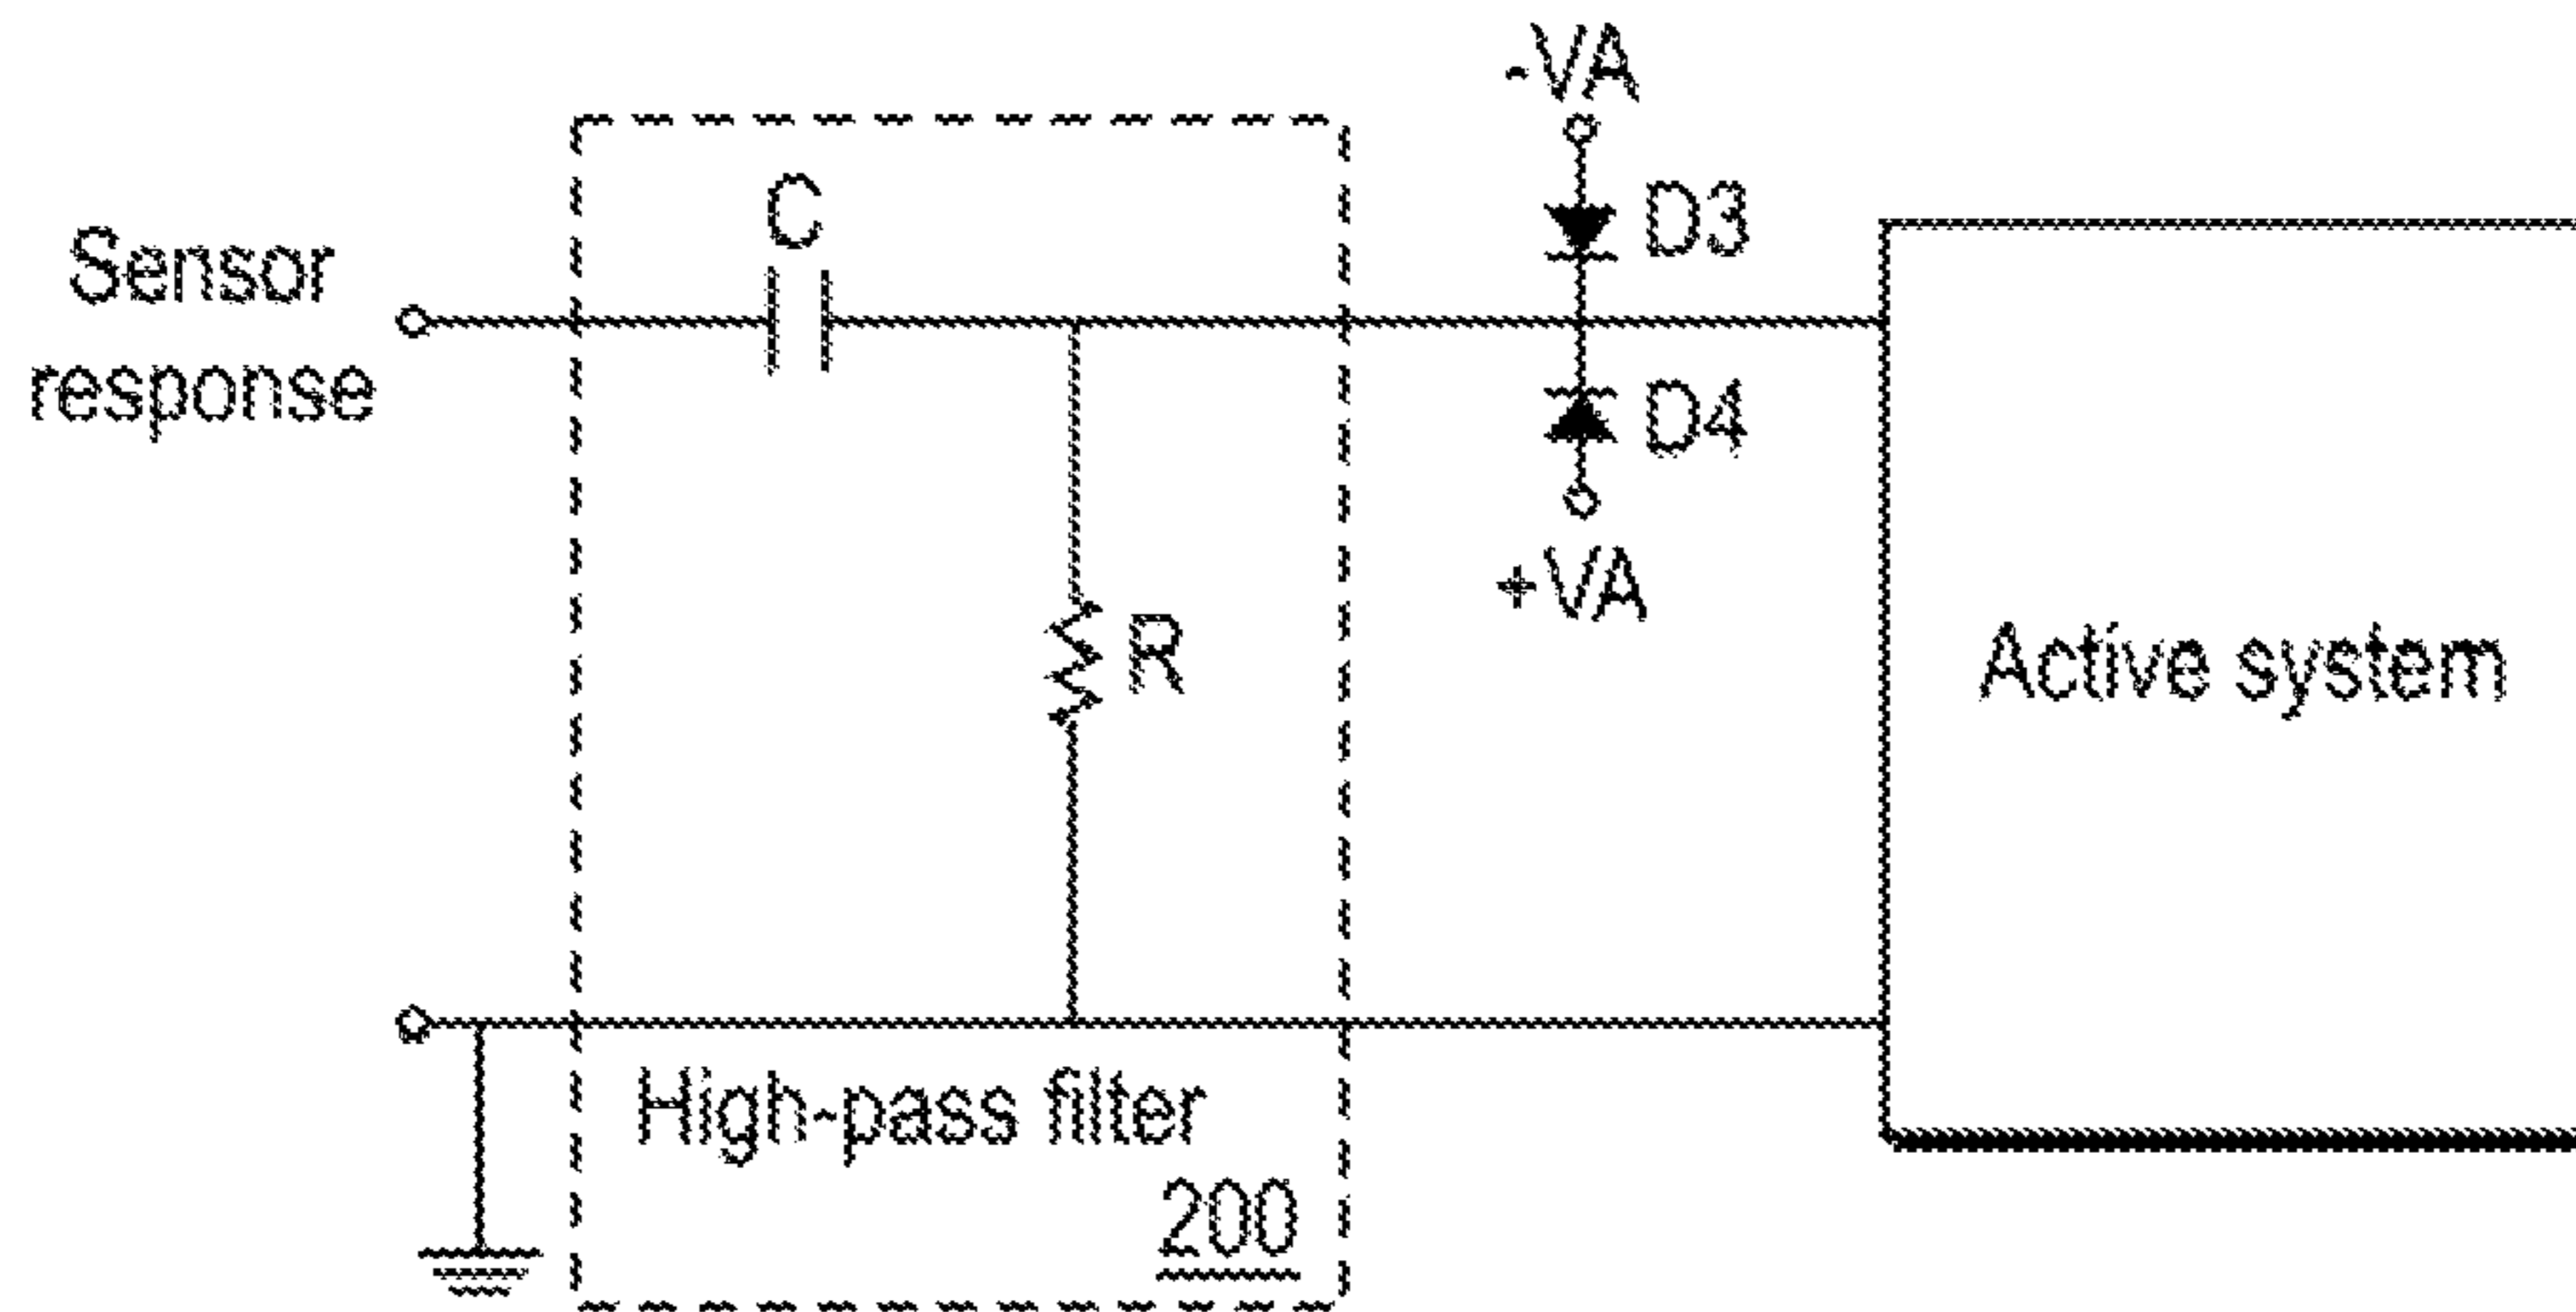 -VA
C
D3
Sensor
response
D4
+VA
R
Active system
High-pass filter
200